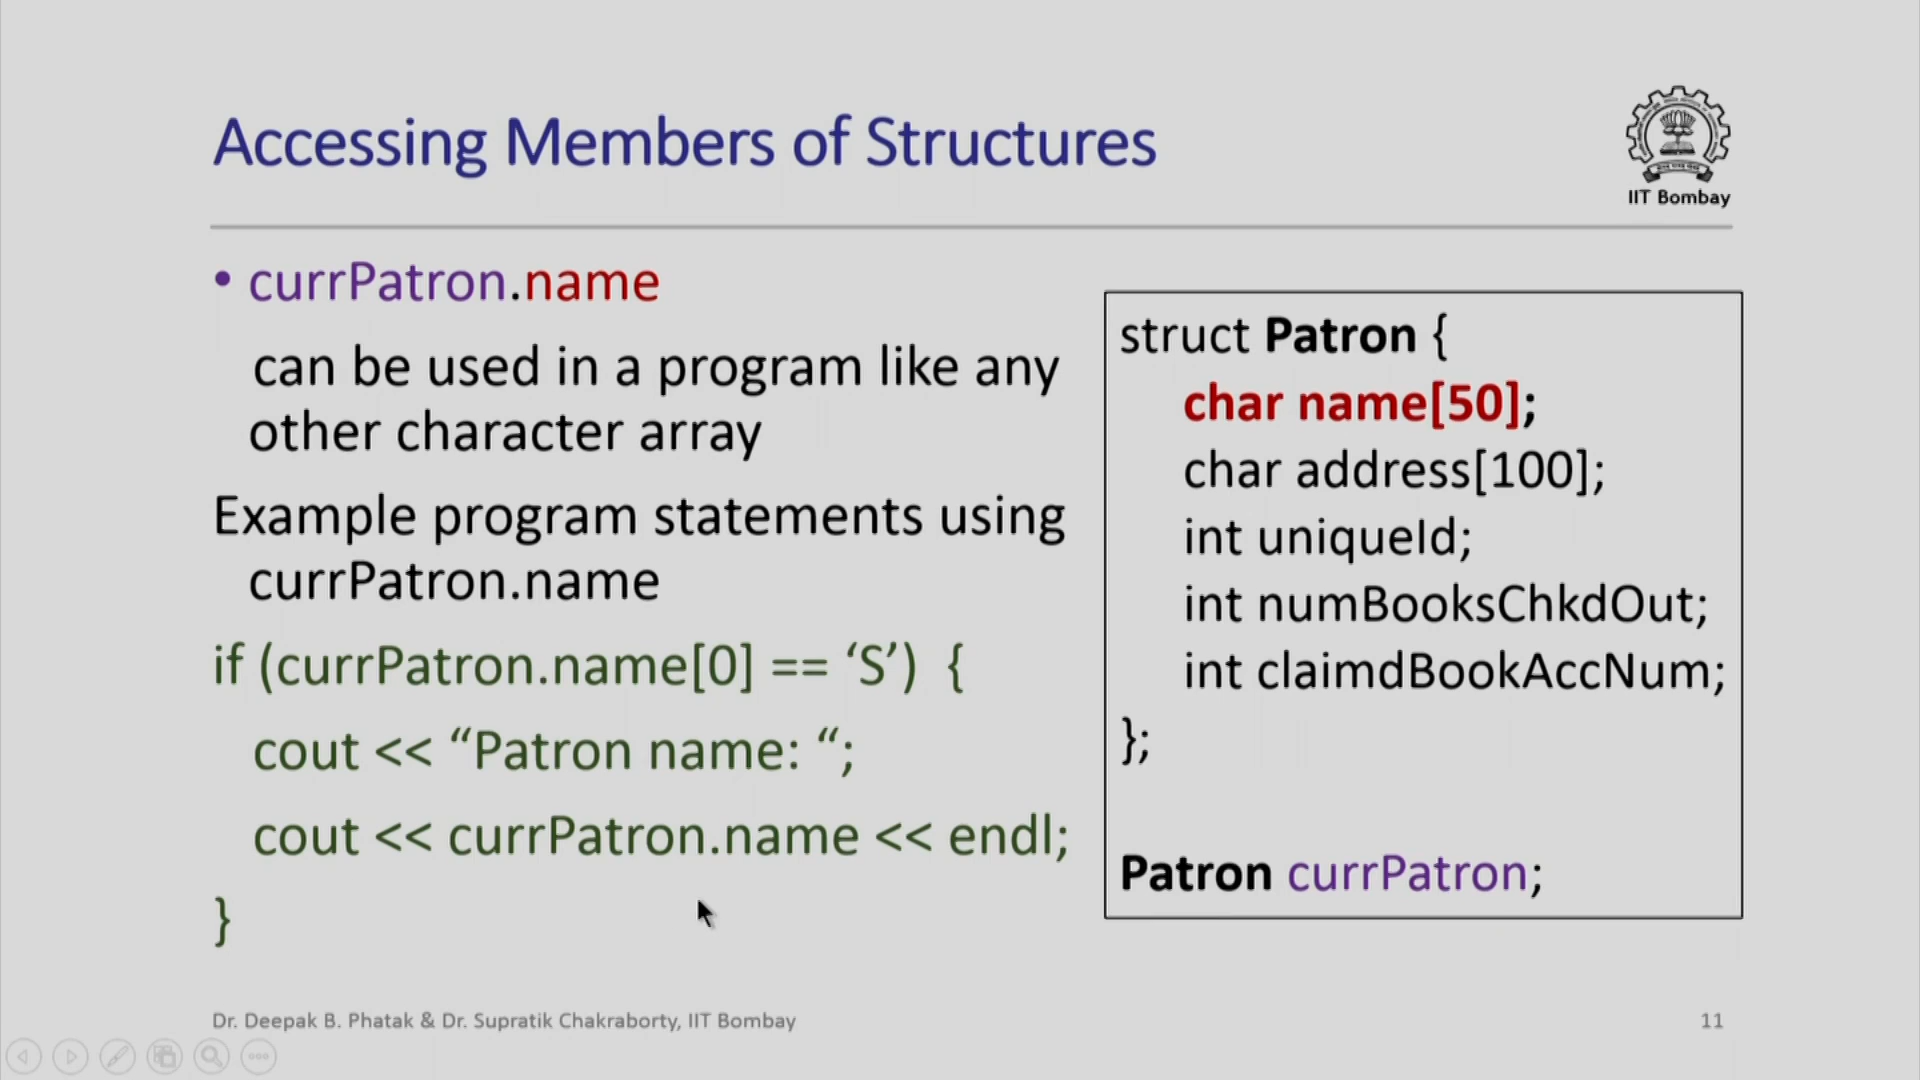 Accessing Members of Structures
IIT Bombay
• currPatron.name
can be used in a program like any
other character array
Example program statements using
currPatron.name
if (currPatron.name[0] == ‘S’) {
cout << “Patron name: “;
cout << currPatron.name << endl;
}
struct Patron {
char name[50];
char address[100];
int uniqueId;
int numBooksChkdOut;
int claimdBookAccNum;
};
Patron currPatron;
Dr. Deepak B. Phatak & Dr. Supratik Chakraborty, IIT Bombay
11